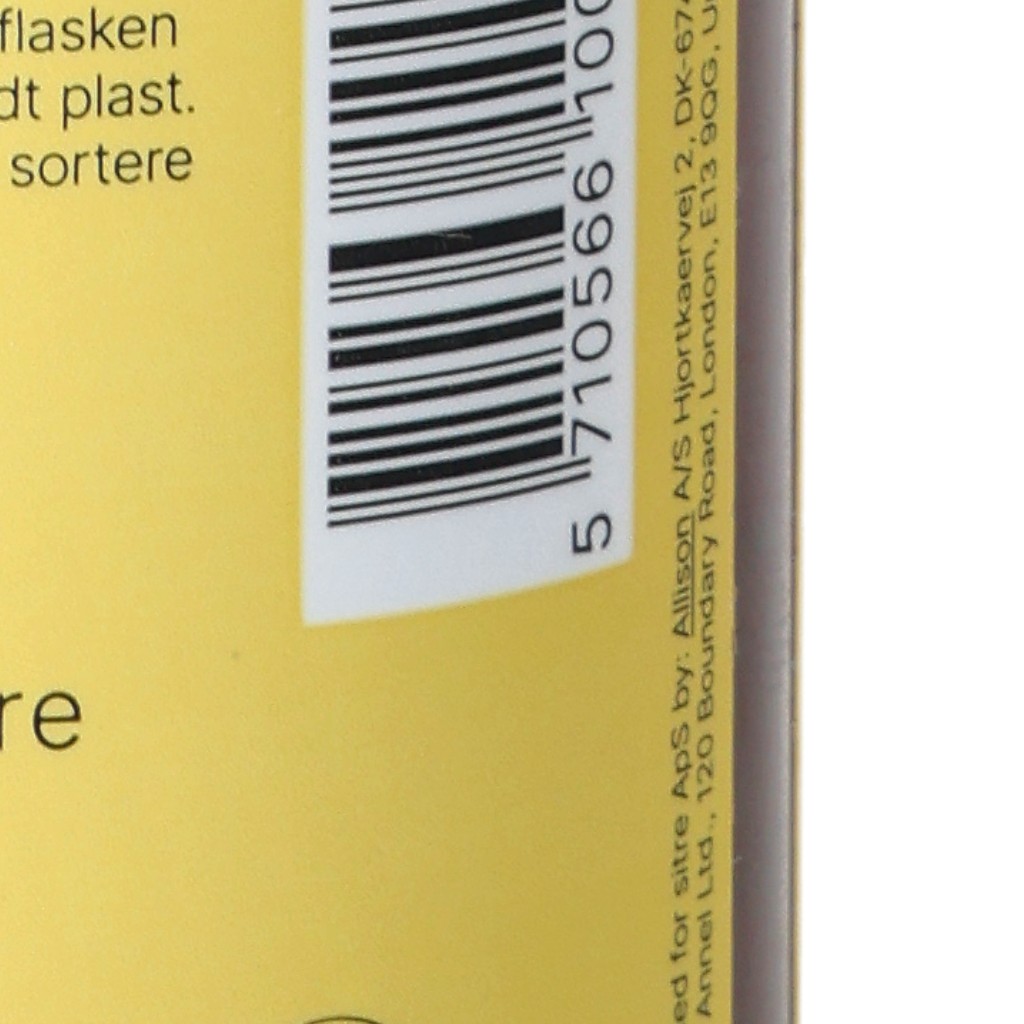 flasken
dt plast.
sortere
re
5 710566 100
ed for sitre ApS by: Allison A/S Hjortkaervej 2, DK-674
Annel Ltd., 120 Boundary Road, London, E13 9QG, U